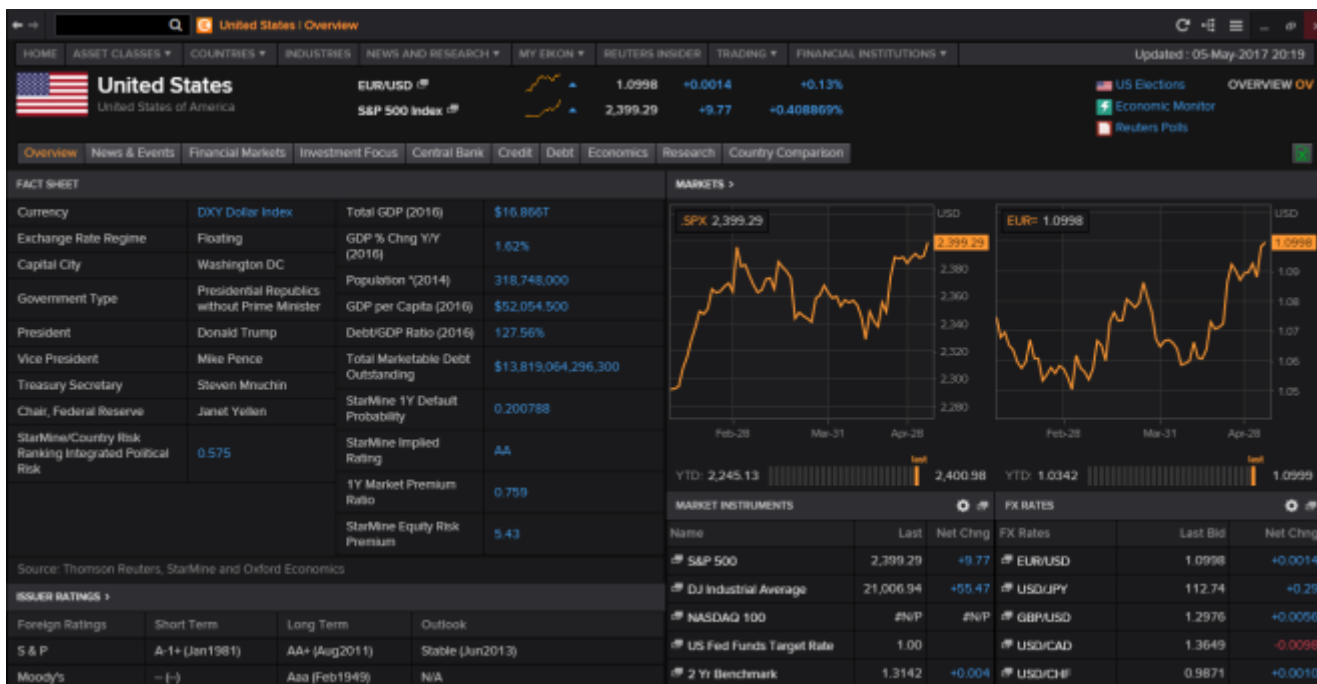 United States | Overview
HOME ASSET CLASSES COUNTRIES INDUSTRIES NEWS AND RESEARCH MY EIKON REUTERS INSIDER TRADING FINANCIAL INSTITUTIONS Updated : 05-May-2017 20:19
United States EUR/USD 1.0998 +0.0014 +0.13% US Elections OVERVIEW OV
United States of America S&P 500 Index 2,399.29 +9.77 +0.408869% Economic Monitor
Reuters Polls
Overview News & Events Financial Markets Investment Focus Central Bank Credit Debt Economics Research Country Comparison
FACT SHEET
Currency DXY Dollar Index
Exchange Rate Regime Floating
Capital City Washington DC
Government Type Presidential Republics
without Prime Minister
President Donald Trump
Vice President Mike Pence
Treasury Secretary Steven Mnuchin
Chair, Federal Reserve Janet Yellen
StarMine/Country Risk
Ranking Integrated Political
Risk 0.575
Total GDP (2016) $16.866T
GDP % Chng Y/Y
(2016) 1.62%
Population *(2014) 318,748,000
GDP per Capita (2016) $52,054.500
Debt/GDP Ratio (2016) 127.56%
Total Marketable Debt
Outstanding $13,819,064,296,300
StarMine 1Y Default
Probability 0.200788
StarMine Implied
Rating AA
1Y Market Premium
Ratio 0.759
StarMine Equity Risk
Premium 5.43
Source: Thomson Reuters, StarMine and Oxford Economics
ISSUER RATINGS >
Foreign Ratings Short Term Long Term Outlook
S & P A-1+ (Jan1981) AA+ (Aug2011) Stable (Jun2013)
Moody's -- (--) Aaa (Feb1949) N/A
MARKETS >
.SPX 2,399.29 USD
2,399.29
2,380
2,360
2,340
2,320
2,300
2,280
Feb-28 Mar-31 Apr-28
last
YTD: 2,245.13 2,400.98
EUR= 1.0998 USD
1.0998
1.09
1.08
1.07
1.06
1.05
Feb-28 Mar-31 Apr-28
last
YTD: 1.0342 1.0999
MARKET INSTRUMENTS
Name Last Net Chng
S&P 500 2,399.29 +9.77
DJ Industrial Average 21,006.94 +55.47
NASDAQ 100 #N/P #N/P
US Fed Funds Target Rate 1.00
2 Yr Benchmark 1.3142 +0.004
FX RATES
FX Rates Last Bid Net Chng
EUR/USD 1.0998 +0.0014
USD/JPY 112.74 +0.29
GBP/USD 1.2976 +0.0056
USD/CAD 1.3649 -0.0098
USD/CHF 0.9871 +0.0010